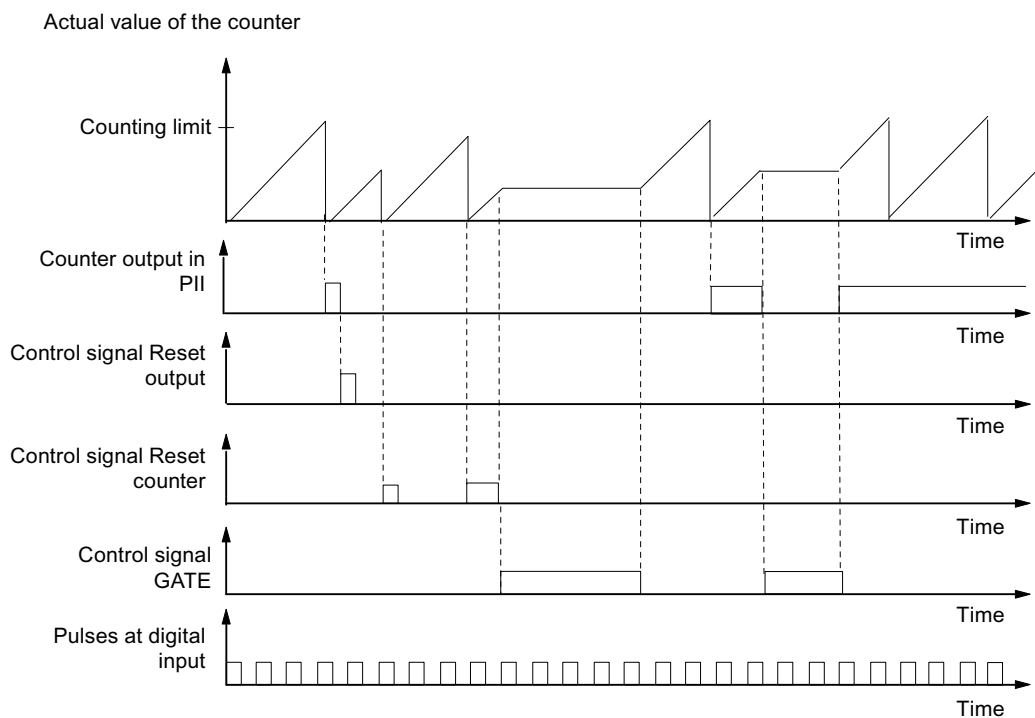 Actual value of the counter
Counting limit
Time
Counter output in
PII
Time
Control signal Reset
output
Time
Control signal Reset
counter
Time
Control signal
GATE
Time
Pulses at digital
input
Time